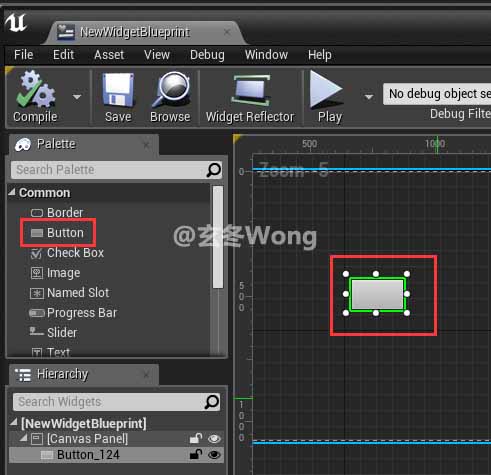 NewWidgetBlueprint
File Edit Asset View Debug Window Help
Compile Save Browse Widget Reflector Play
No debug object se
Debug Filte
Palette
Search Palette
Common
Border
Button
Check Box
Image
Named Slot
Progress Bar
Slider
Text
500 1000
0
Zoom -5
500
1000
@玄冬Wong
Hierarchy
Search Widgets
[NewWidgetBlueprint]
[Canvas Panel]
Button_124